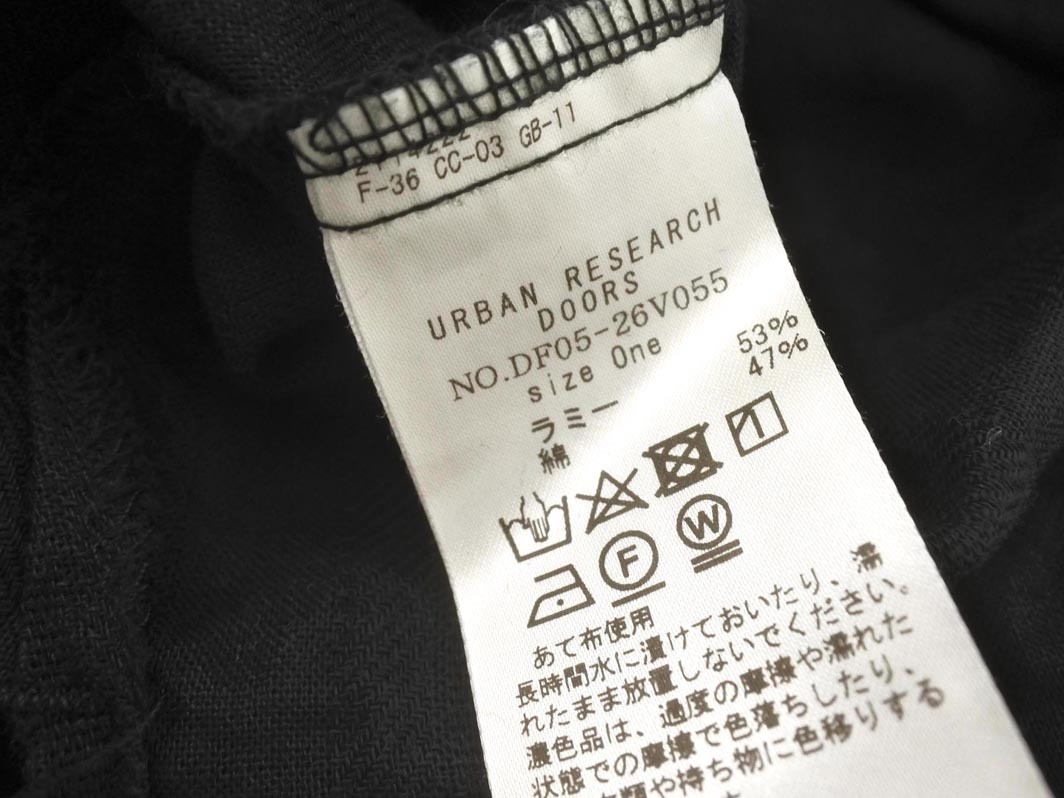 F-36 CC-03 GB-11
URBAN RESEARCH
DOORS
NO.DF05-26V055
size One
ラミー 53%
綿 47%
F W
あて布使用
長時間水に漬けておいたり、濡
れたまま放置しないでください。
濃色品は、過度の摩擦や濡れた
状態での摩擦で色落ちしたり、
類や持ち物に色移りする